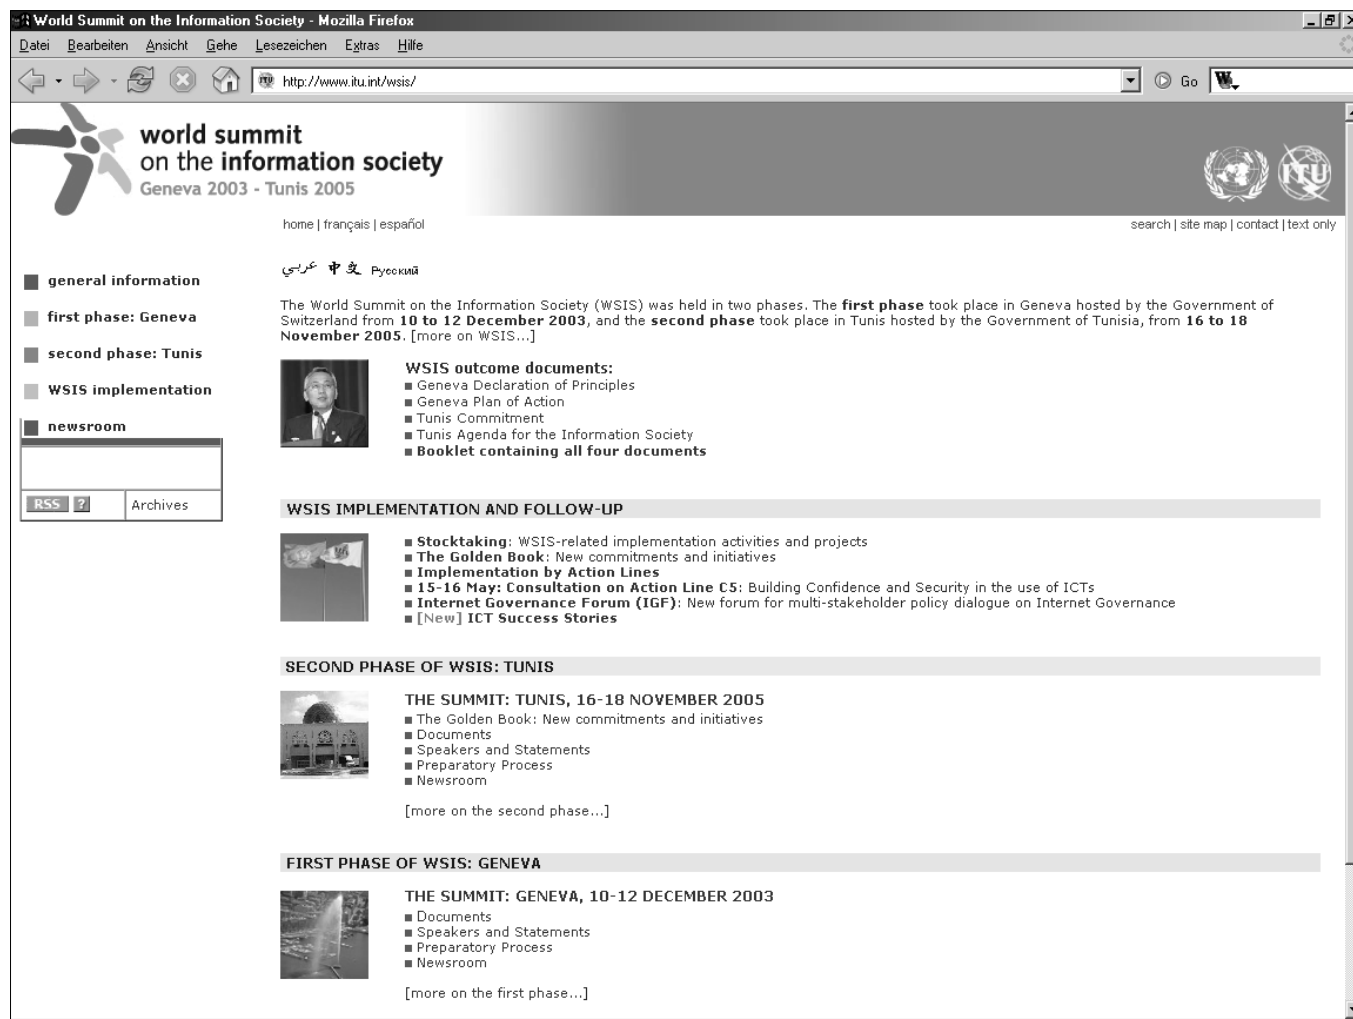 World Summit on the Information Society - Mozilla Firefox
Datei Bearbeiten Ansicht Gehe Lesezeichen Extras Hilfe
http://www.itu.int/wsis/ Go
world summit
on the information society
Geneva 2003 - Tunis 2005
ITU
home | français | español
search | site map | contact | text only
general information
first phase: Geneva
second phase: Tunis
WSIS implementation
newsroom
RSS ? Archives
عربي 中文 Русский
The World Summit on the Information Society (WSIS) was held in two phases. The first phase took place in Geneva hosted by the Government of
Switzerland from 10 to 12 December 2003, and the second phase took place in Tunis hosted by the Government of Tunisia, from 16 to 18
November 2005. [more on WSIS...]
WSIS outcome documents:
Geneva Declaration of Principles
Geneva Plan of Action
Tunis Commitment
Tunis Agenda for the Information Society
Booklet containing all four documents
WSIS IMPLEMENTATION AND FOLLOW-UP
Stocktaking: WSIS-related implementation activities and projects
The Golden Book: New commitments and initiatives
Implementation by Action Lines
15-16 May: Consultation on Action Line C5: Building Confidence and Security in the use of ICTs
Internet Governance Forum (IGF): New forum for multi-stakeholder policy dialogue on Internet Governance
[New] ICT Success Stories
SECOND PHASE OF WSIS: TUNIS
THE SUMMIT: TUNIS, 16-18 NOVEMBER 2005
The Golden Book: New commitments and initiatives
Documents
Speakers and Statements
Preparatory Process
Newsroom
[more on the second phase...]
FIRST PHASE OF WSIS: GENEVA
THE SUMMIT: GENEVA, 10-12 DECEMBER 2003
Documents
Speakers and Statements
Preparatory Process
Newsroom
[more on the first phase...]